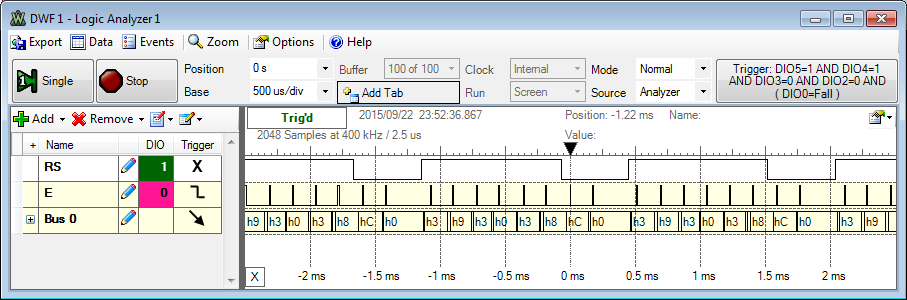 DWF 1 - Logic Analyzer 1
Export Data Events Zoom Options Help
Single Stop Position 0 s Buffer 100 of 100 Clock Internal Mode Normal Trigger: DIO5=1 AND DIO4=1
AND DIO3=0 AND DIO2=0 AND
( DIO0=Fall )
Base 500 us/div Add Tab Run Screen Source Analyzer
Add Remove Trig'd 2015/09/22 23:52:36.867 Position: -1.22 ms Name:
2048 Samples at 400 kHz / 2.5 us Value:
+ Name DIO Trigger
RS 1 X
E 0
Bus 0 h9 h3 h0 h3 h8 hC h0 h3 h9 h3 h0 h3 h8 hC h0 h3 h9 h3 h0 h3 h8 hC h0 h3 h9
X -2 ms -1.5 ms -1 ms -0.5 ms 0 ms 0.5 ms 1 ms 1.5 ms 2 ms